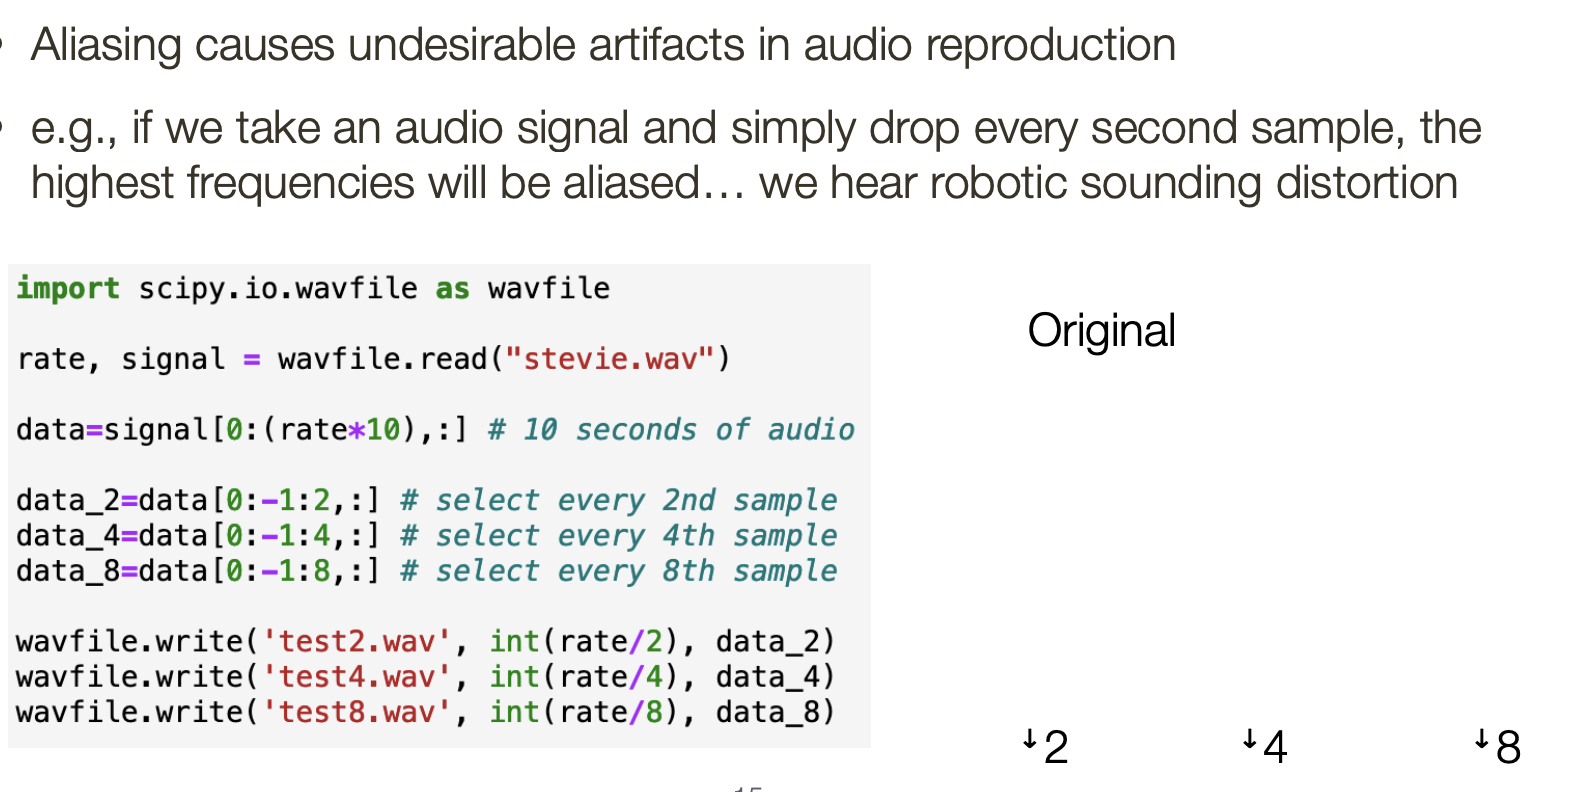 • Aliasing causes undesirable artifacts in audio reproduction
• e.g., if we take an audio signal and simply drop every second sample, the
highest frequencies will be aliased… we hear robotic sounding distortion
import scipy.io.wavfile as wavfile
rate, signal = wavfile.read("stevie.wav")
data=signal[0:(rate*10),:] # 10 seconds of audio
data_2=data[0:-1:2,:] # select every 2nd sample
data_4=data[0:-1:4,:] # select every 4th sample
data_8=data[0:-1:8,:] # select every 8th sample
wavfile.write('test2.wav', int(rate/2), data_2)
wavfile.write('test4.wav', int(rate/4), data_4)
wavfile.write('test8.wav', int(rate/8), data_8)
Original
↓2 ↓4 ↓8